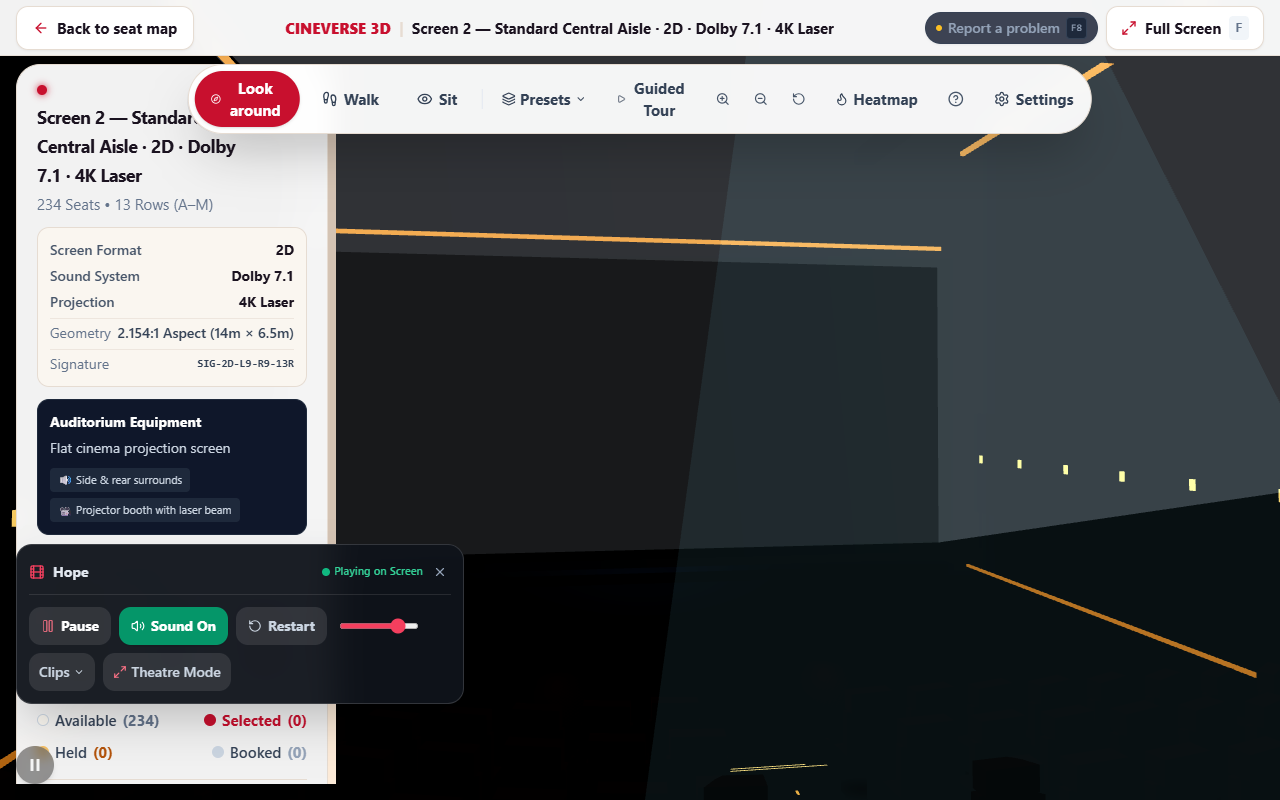 Back to seat map
CINEVERSE 3D | Screen 2 — Standard Central Aisle · 2D · Dolby 7.1 · 4K Laser
Report a problem F8
Full Screen F
Look around
Walk
Sit
Presets
Guided Tour
Heatmap
Settings
Screen 2 — Standar
Central Aisle · 2D · Dolby
7.1 · 4K Laser
234 Seats • 13 Rows (A–M)
Screen Format 2D
Sound System Dolby 7.1
Projection 4K Laser
Geometry 2.154:1 Aspect (14m × 6.5m)
Signature SIG-2D-L9-R9-13R
Auditorium Equipment
Flat cinema projection screen
Side & rear surrounds
Projector booth with laser beam
Hope
Playing on Screen
Pause
Sound On
Restart
Clips
Theatre Mode
Available (234)
Selected (0)
Held (0)
Booked (0)